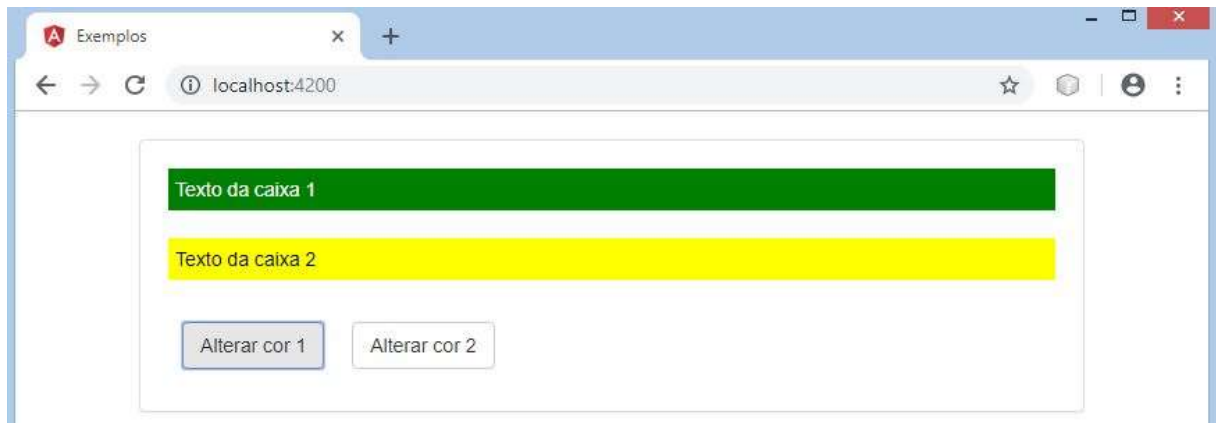 Exemplos
localhost:4200
Texto da caixa 1
Texto da caixa 2
Alterar cor 1 Alterar cor 2